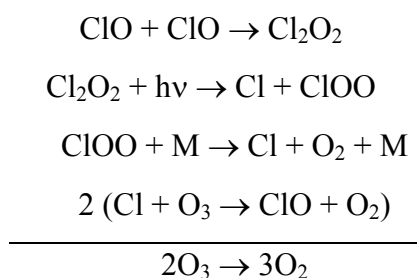 ClO + ClO → Cl₂O₂
Cl₂O₂ + hν → Cl + ClOO
ClOO + M → Cl + O₂ + M
2 (Cl + O₃ → ClO + O₂)
2O₃ → 3O₂